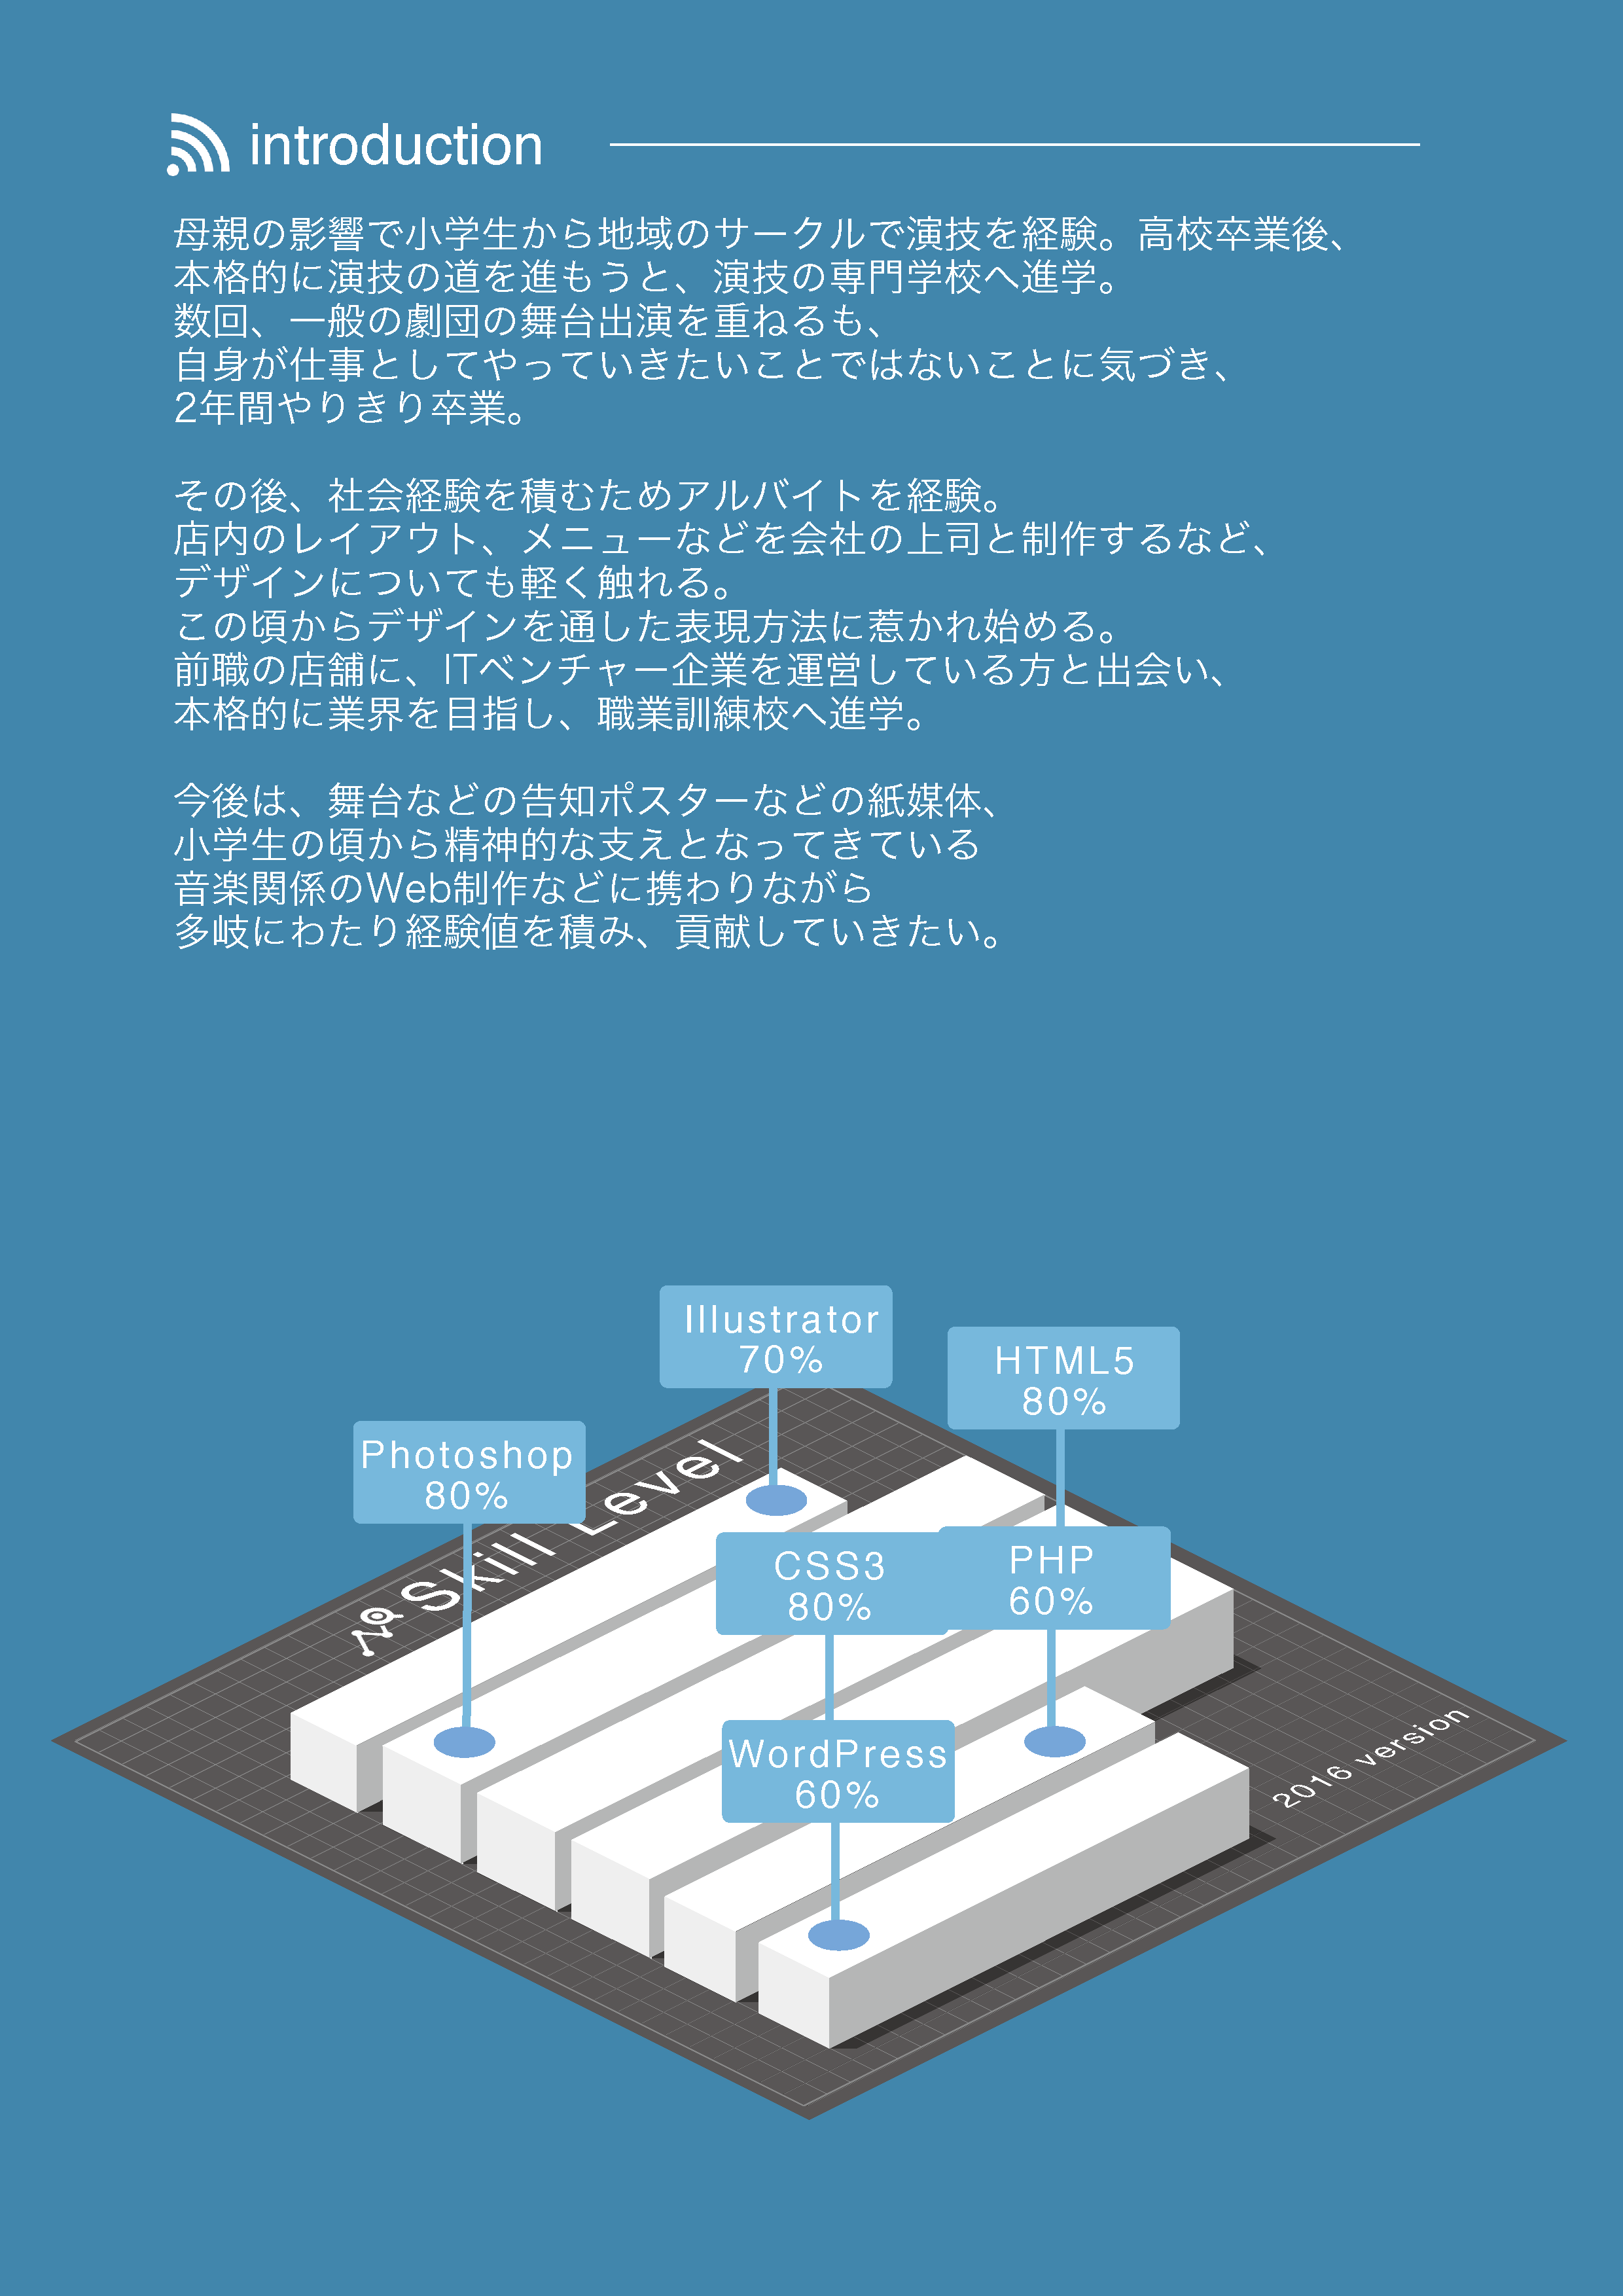 introduction
母親の影響で小学生から地域のサークルで演技を経験。高校卒業後、
本格的に演技の道を進もうと、演技の専門学校へ進学。
数回、一般の劇団の舞台出演を重ねるも、
自身が仕事としてやっていきたいことではないことに気づき、
2年間やりきり卒業。
その後、社会経験を積むためアルバイトを経験。
店内のレイアウト、メニューなどを会社の上司と制作するなど、
デザインについても軽く触れる。
この頃からデザインを通した表現方法に惹かれ始める。
前職の店舗に、ITベンチャー企業を運営している方と出会い、
本格的に業界を目指し、職業訓練校へ進学。
今後は、舞台などの告知ポスターなどの紙媒体、
小学生の頃から精神的な支えとなってきている
音楽関係のWeb制作などに携わりながら
多岐にわたり経験値を積み、貢献していきたい。
Illustrator
70%
HTML5
80%
Photoshop
80%
Skill Level
CSS3
80%
PHP
60%
WordPress
60%
2016 version